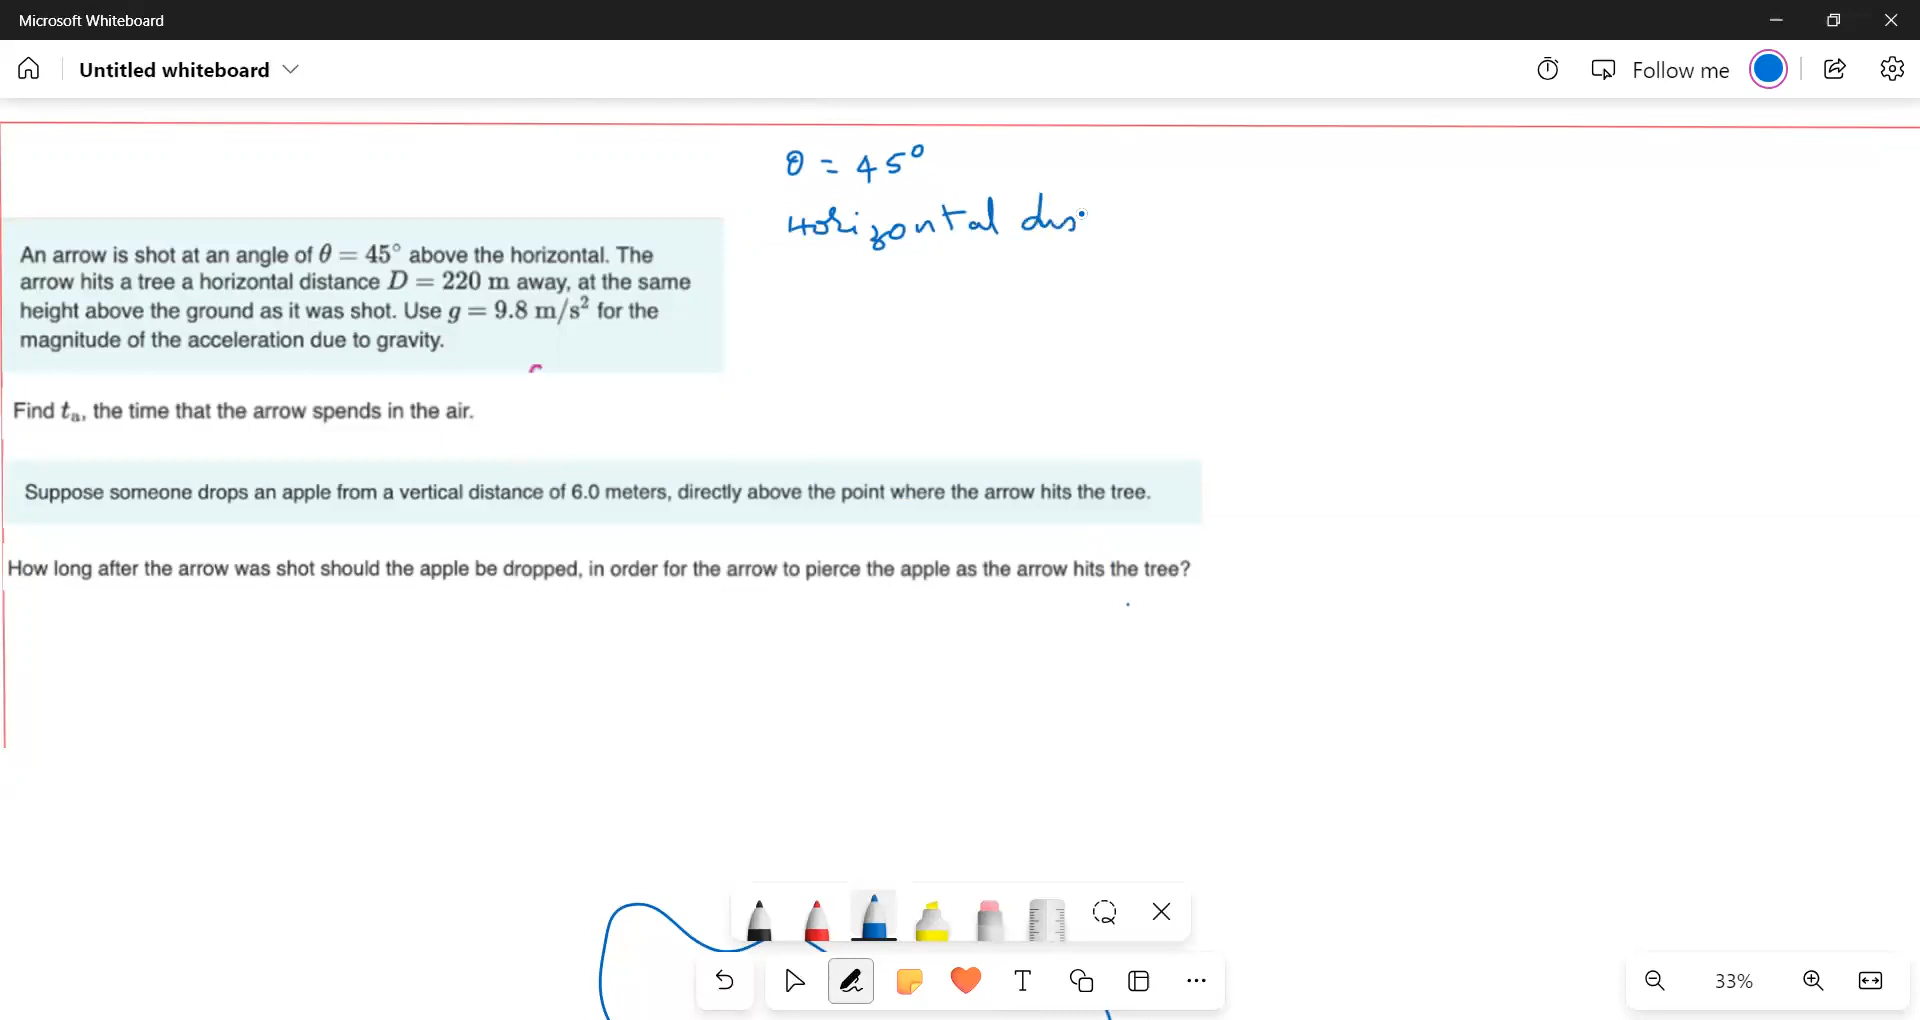 Microsoft Whiteboard
Untitled whiteboard
Follow me
θ = 45°
Horizontal dis
An arrow is shot at an angle of θ = 45° above the horizontal. The
arrow hits a tree a horizontal distance D = 220 m away, at the same
height above the ground as it was shot. Use g = 9.8 m/s² for the
magnitude of the acceleration due to gravity.
Find tₐ, the time that the arrow spends in the air.
Suppose someone drops an apple from a vertical distance of 6.0 meters, directly above the point where the arrow hits the tree.
How long after the arrow was shot should the apple be dropped, in order for the arrow to pierce the apple as the arrow hits the tree?
33%